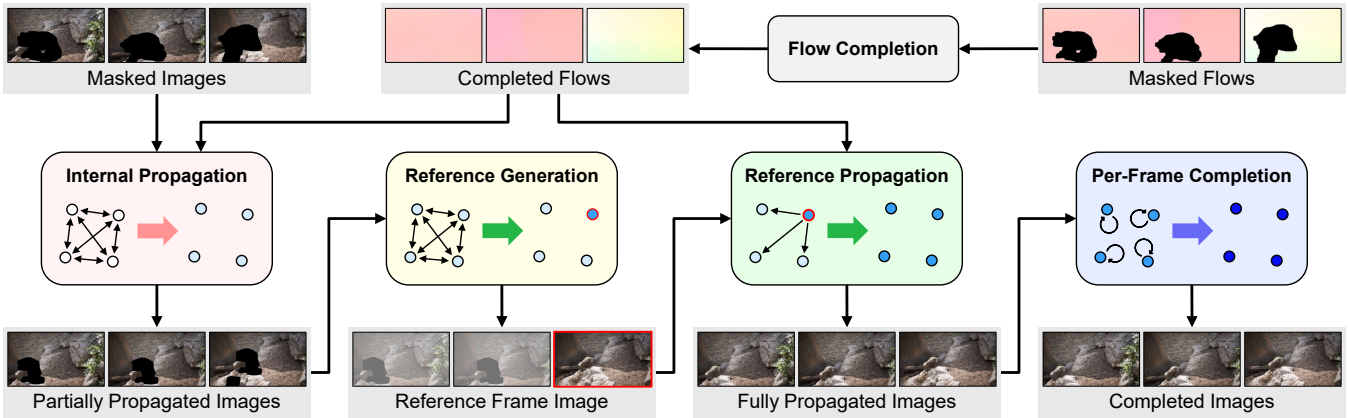 Masked Images
Completed Flows
Flow Completion
Masked Flows
Internal Propagation
Reference Generation
Reference Propagation
Per-Frame Completion
Partially Propagated Images
Reference Frame Image
Fully Propagated Images
Completed Images